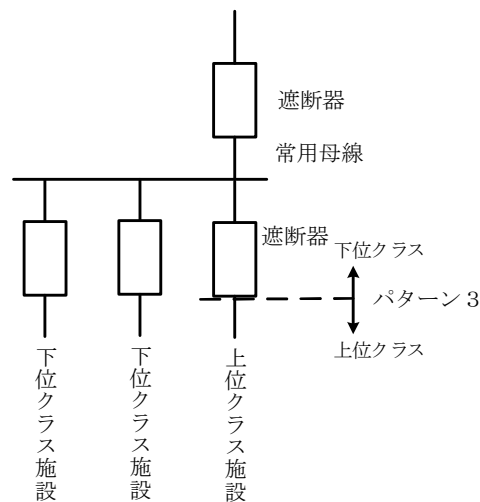 遮断器
常用母線
遮断器
下位クラス
パターン３
上位クラス
下位クラス施設
下位クラス施設
上位クラス施設